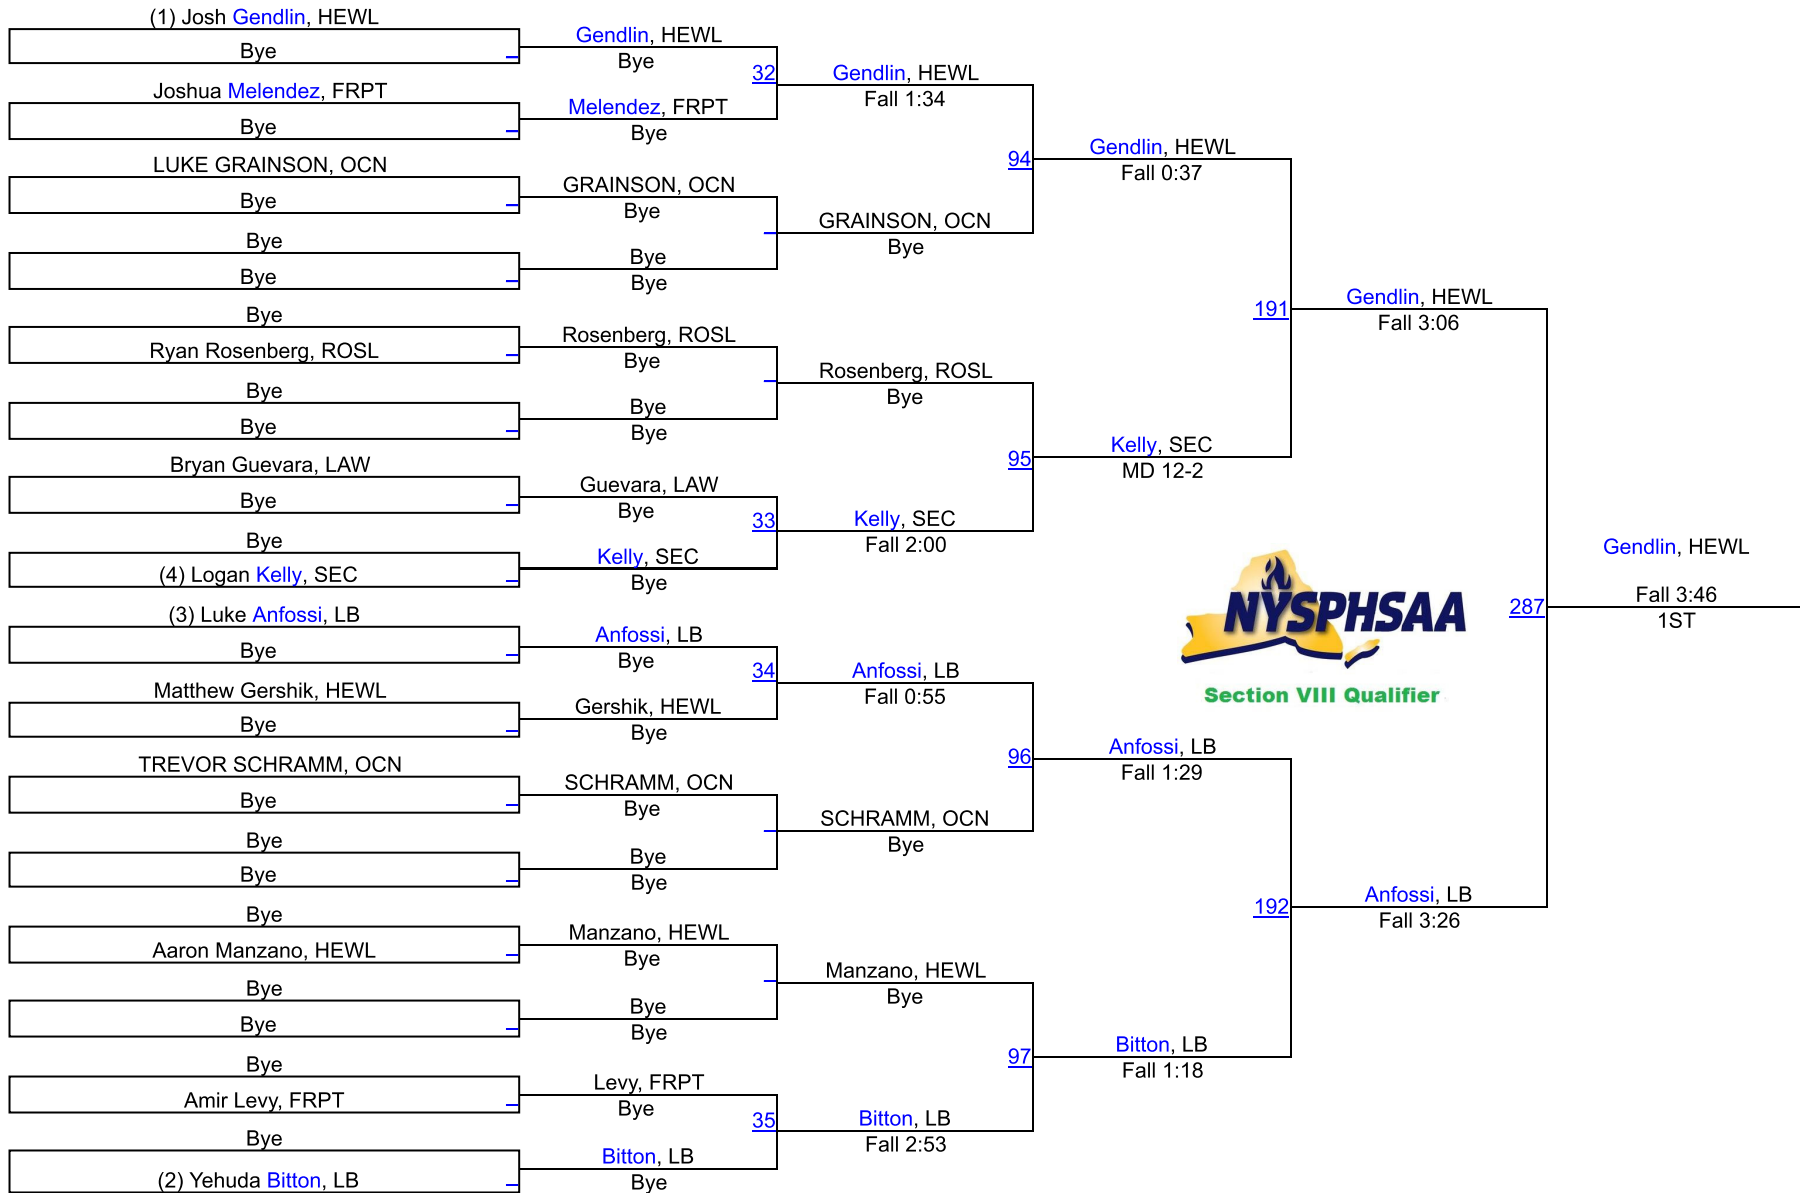 (1) Josh Gendlin, HEWL
Bye
Joshua Melendez, FRPT
Bye
LUKE GRAINSON, OCN
Bye
Bye
Bye
Bye
Ryan Rosenberg, ROSL
Bye
Bye
Bryan Guevara, LAW
Bye
Bye
(4) Logan Kelly, SEC
(3) Luke Anfossi, LB
Bye
Matthew Gershik, HEWL
Bye
TREVOR SCHRAMM, OCN
Bye
Bye
Bye
Bye
Aaron Manzano, HEWL
Bye
Bye
Bye
Amir Levy, FRPT
Bye
(2) Yehuda Bitton, LB
Gendlin, HEWL
Bye
32
Melendez, FRPT
Bye
GRAINSON, OCN
Bye
Bye
Bye
Rosenberg, ROSL
Bye
Bye
Bye
Guevara, LAW
Bye
33
Kelly, SEC
Bye
Anfossi, LB
Bye
34
Gershik, HEWL
Bye
SCHRAMM, OCN
Bye
Bye
Bye
Manzano, HEWL
Bye
Bye
Bye
Levy, FRPT
Bye
35
Bitton, LB
Bye
Gendlin, HEWL
Fall 1:34
94
GRAINSON, OCN
Bye
Rosenberg, ROSL
Bye
95
Kelly, SEC
Fall 2:00
Anfossi, LB
Fall 0:55
96
SCHRAMM, OCN
Bye
Manzano, HEWL
Bye
97
Bitton, LB
Fall 2:53
Gendlin, HEWL
Fall 0:37
191
Kelly, SEC
MD 12-2
NYSPHSAA
Section VIII Qualifier
Anfossi, LB
Fall 1:29
192
Bitton, LB
Fall 1:18
Gendlin, HEWL
Fall 3:06
287
Anfossi, LB
Fall 3:26
Gendlin, HEWL
Fall 3:46
1ST